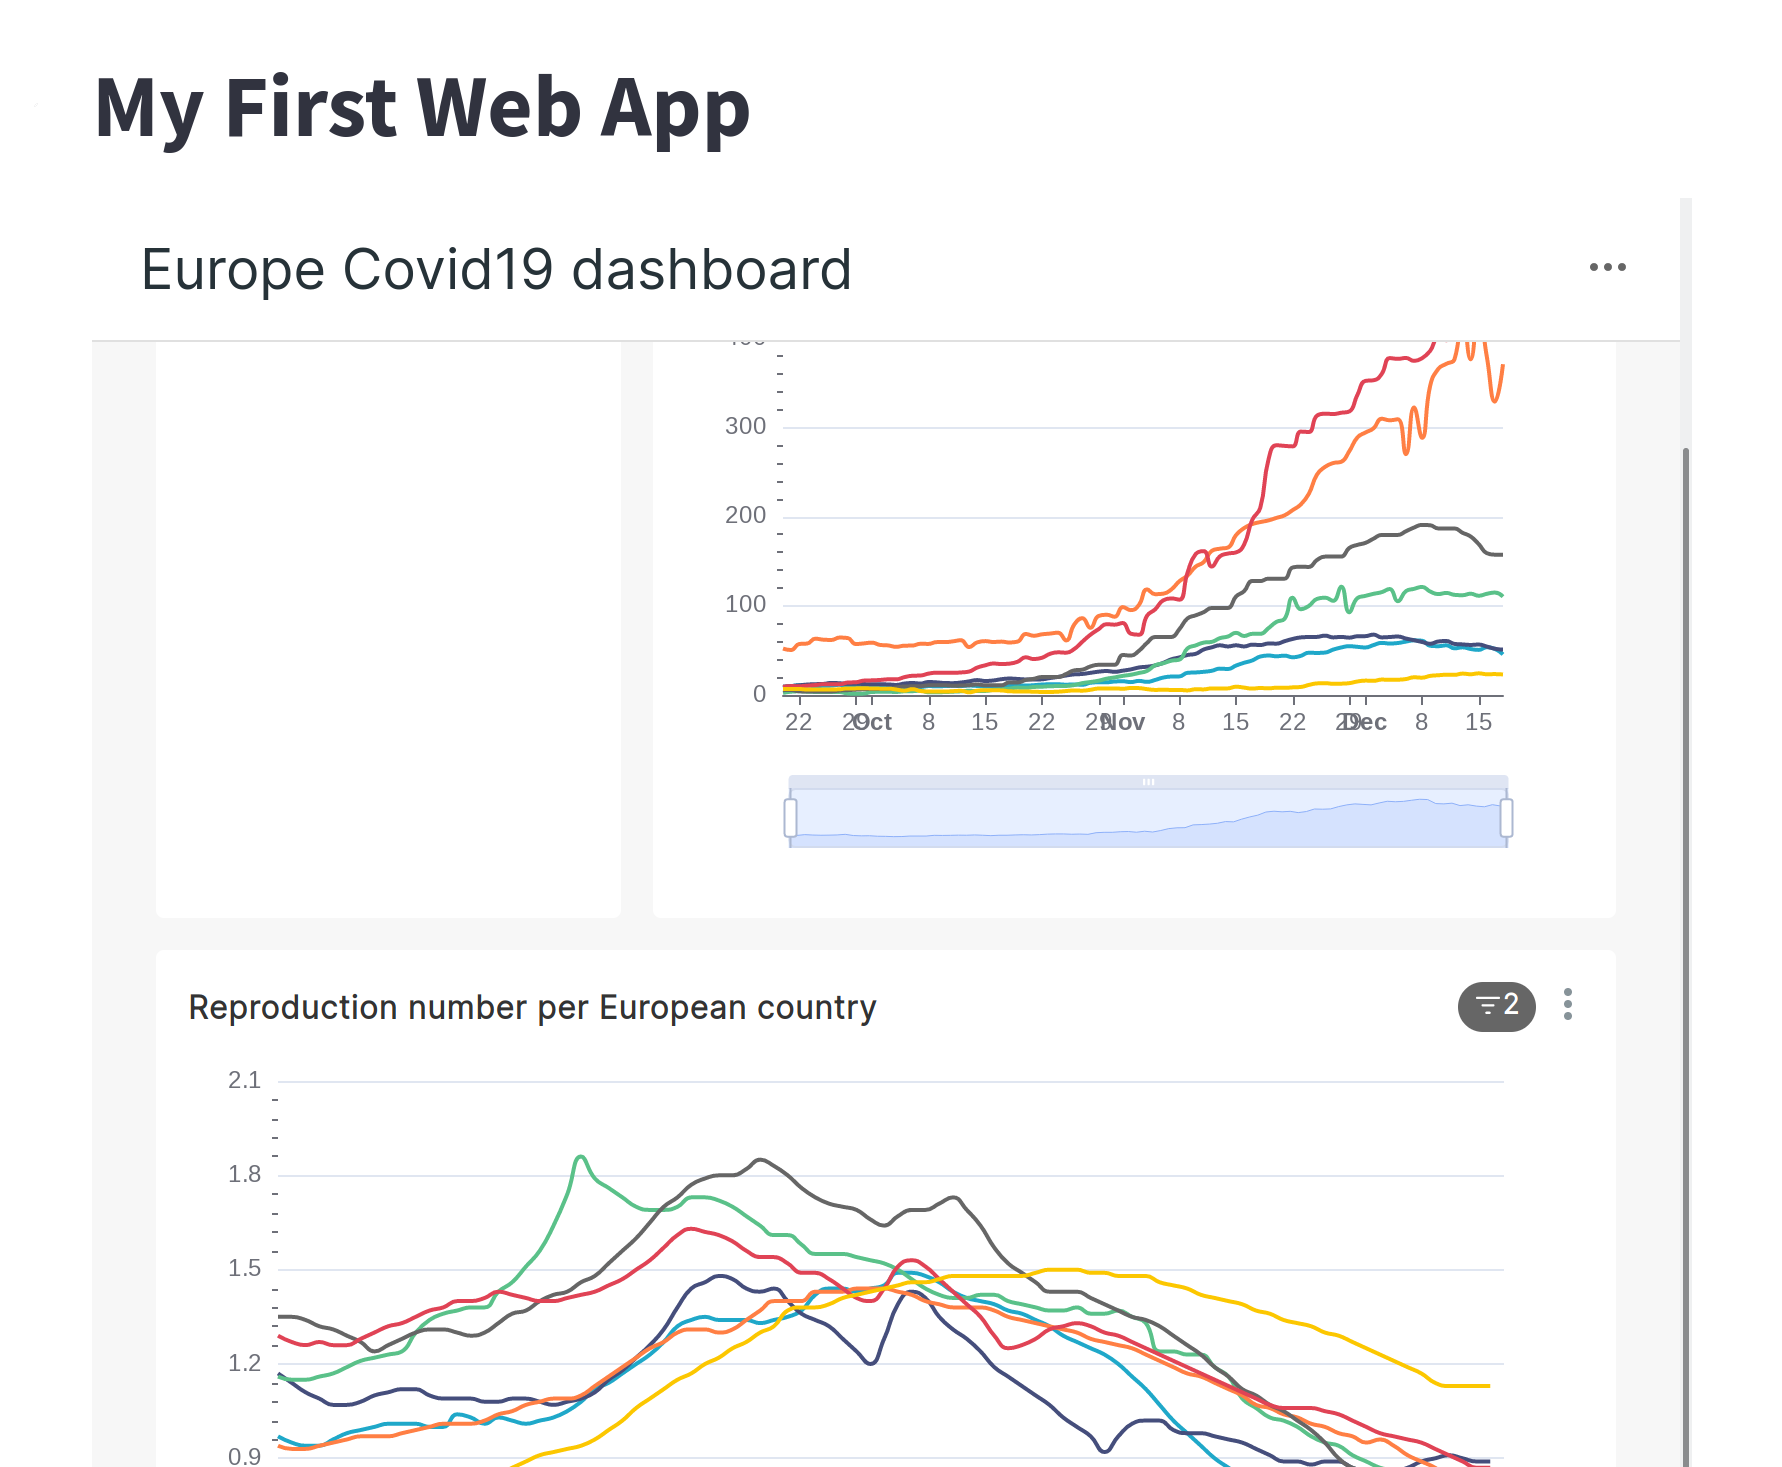 My First Web App
Europe Covid19 dashboard
300
200
100
0
22 29 Oct 8 15 22 29 Nov 8 15 22 29 Dec 8 15
Reproduction number per European country
2
2.1
1.8
1.5
1.2
0.9